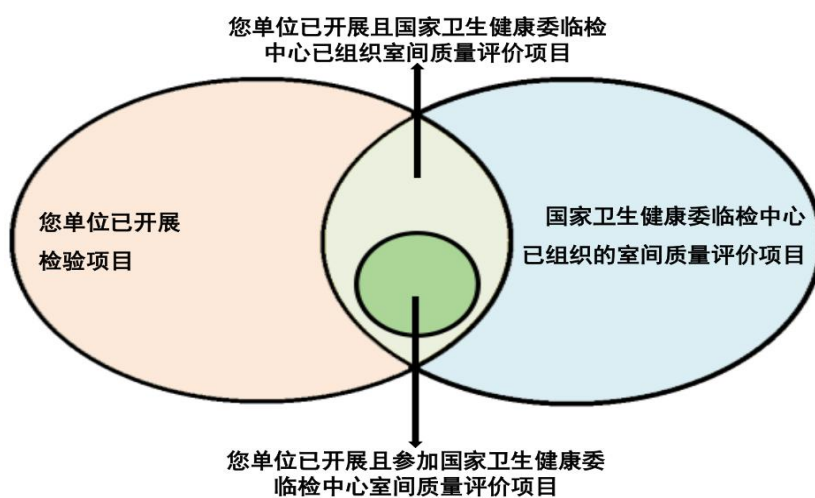 您单位已开展且国家卫生健康委临检
中心已组织室间质量评价项目
您单位已开展
检验项目
国家卫生健康委临检中心
已组织的室间质量评价项目
您单位已开展且参加国家卫生健康委
临检中心室间质量评价项目